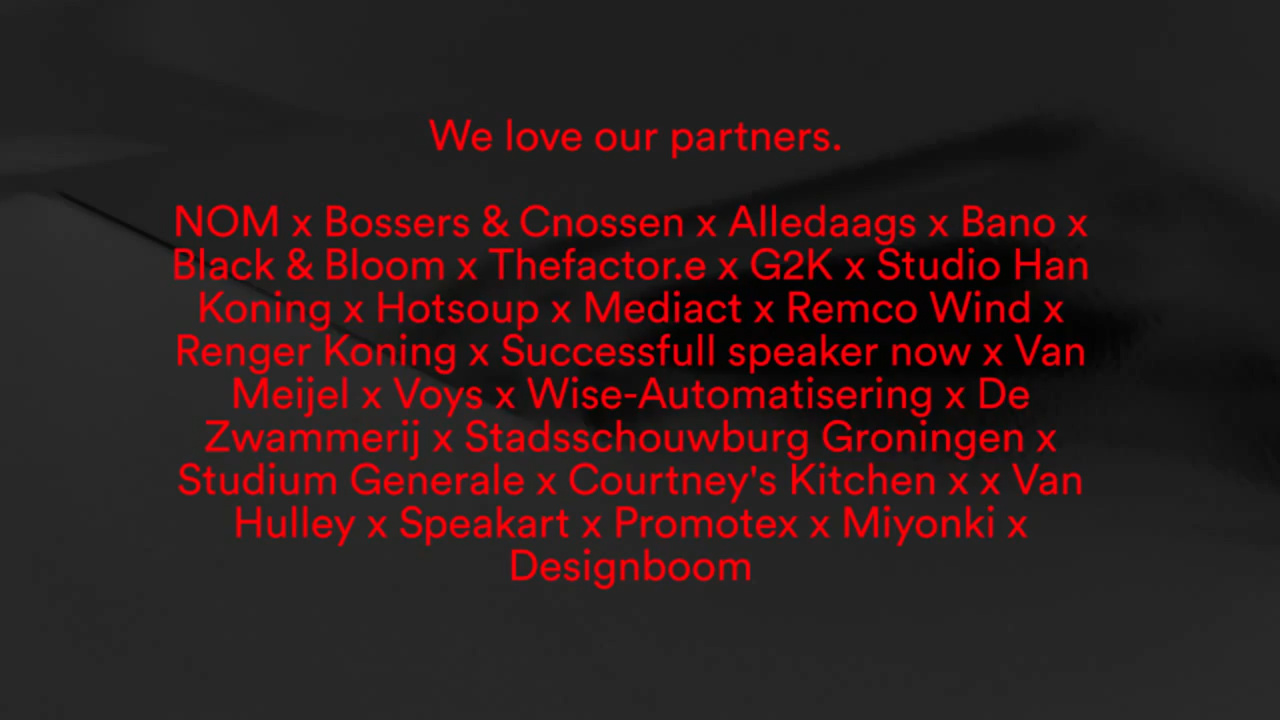 We love our partners.
NOM x Bossers & Cnossen x Alledaags x Bano x
Black & Bloom x Thefactor.e x G2K x Studio Han
Koning x Hotsoup x Mediact x Remco Wind x
Renger Koning x Successfull speaker now x Van
Meijel x Voys x Wise-Automatisering x De
Zwammerij x Stadsschouwburg Groningen x
Studium Generale x Courtney's Kitchen x x Van
Hulley x Speakart x Promotex x Miyonki x
Designboom